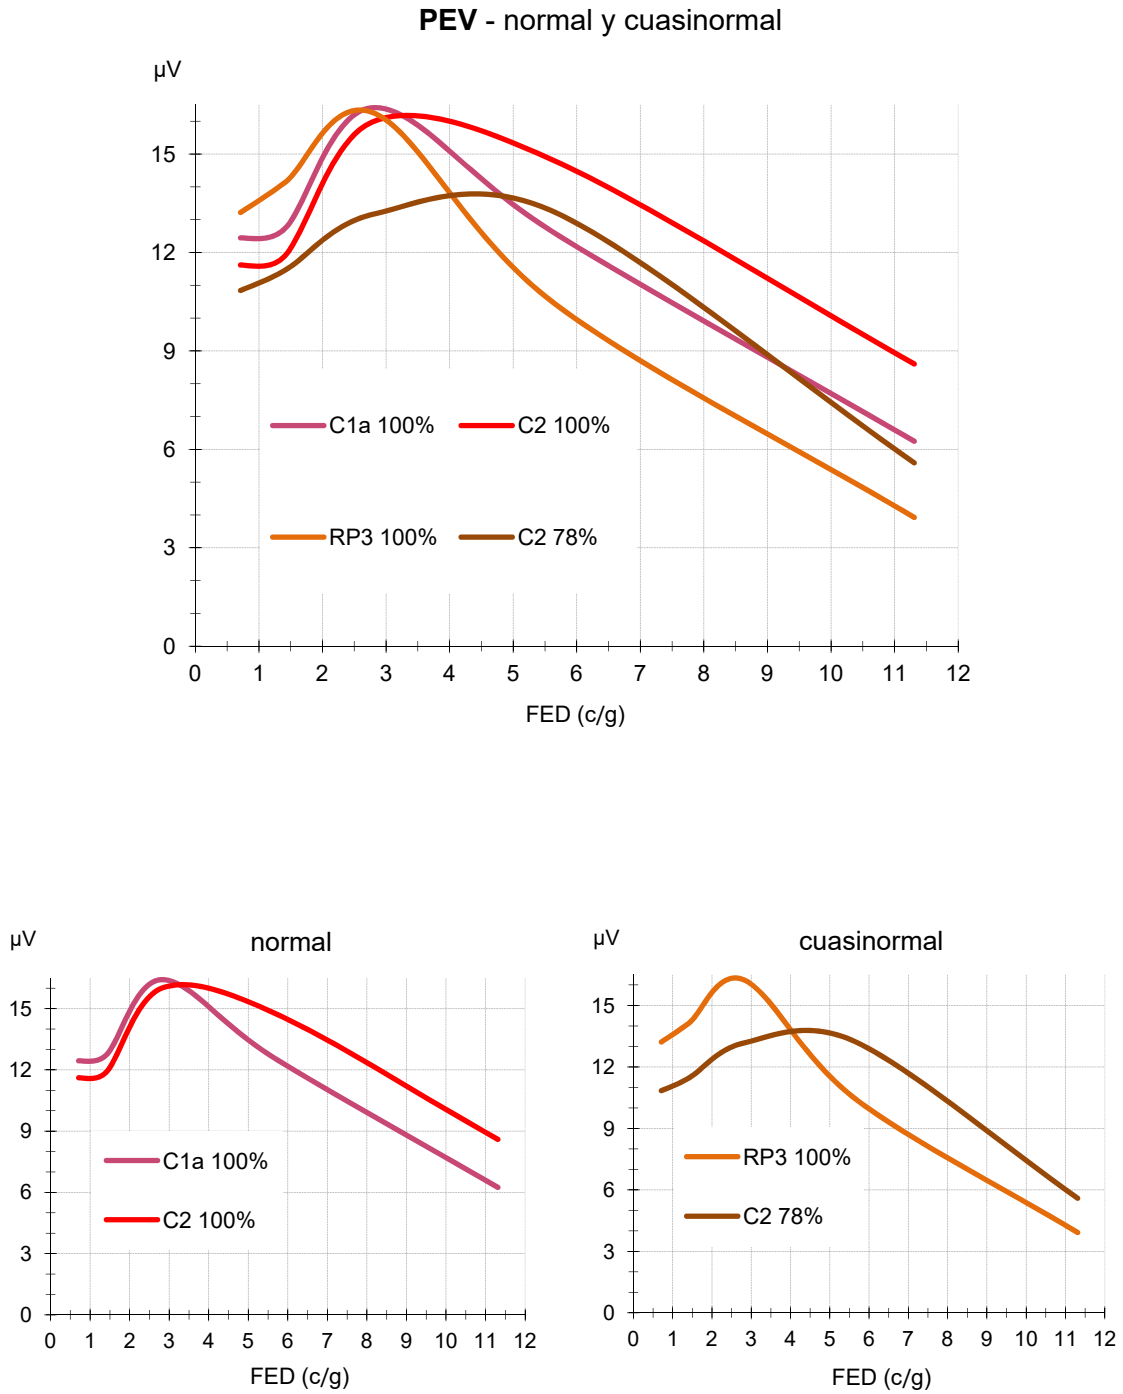 PEV - normal y cuasinormal
µV
15
12
9
6
3
0
C1a 100% C2 100%
RP3 100% C2 78%
0 1 2 3 4 5 6 7 8 9 10 11 12
FED (c/g)
µV
normal
15
12
9
6
3
0
C1a 100%
C2 100%
0 1 2 3 4 5 6 7 8 9 10 11 12
FED (c/g)
µV
cuasinormal
15
12
9
6
3
0
RP3 100%
C2 78%
0 1 2 3 4 5 6 7 8 9 10 11 12
FED (c/g)